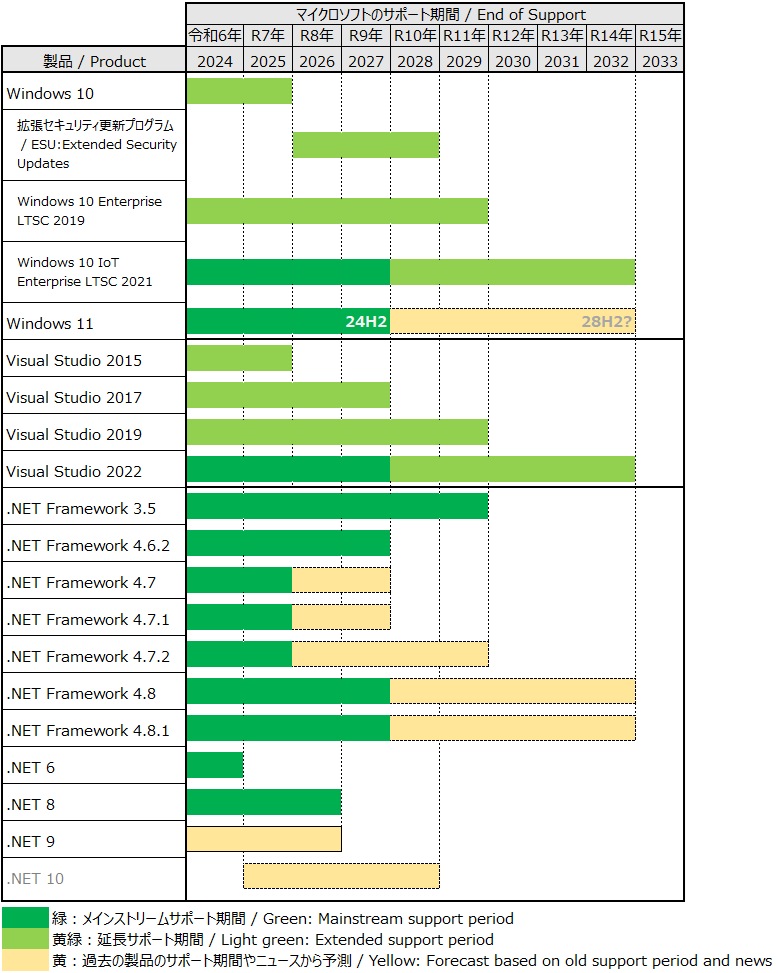 マイクロソフトのサポート期間 / End of Support
令和6年 R7年 R8年 R9年 R10年 R11年 R12年 R13年 R14年 R15年
製品 / Product 2024 2025 2026 2027 2028 2029 2030 2031 2032 2033
Windows 10
拡張セキュリティ更新プログラム
/ ESU:Extended Security
Updates
Windows 10 Enterprise
LTSC 2019
Windows 10 IoT
Enterprise LTSC 2021
Windows 11 24H2 28H2?
Visual Studio 2015
Visual Studio 2017
Visual Studio 2019
Visual Studio 2022
.NET Framework 3.5
.NET Framework 4.6.2
.NET Framework 4.7
.NET Framework 4.7.1
.NET Framework 4.7.2
.NET Framework 4.8
.NET Framework 4.8.1
.NET 6
.NET 8
.NET 9
.NET 10
緑：メインストリームサポート期間 / Green: Mainstream support period
黄緑：延長サポート期間 / Light green: Extended support period
黄：過去の製品のサポート期間やニュースから予測 / Yellow: Forecast based on old support period and news